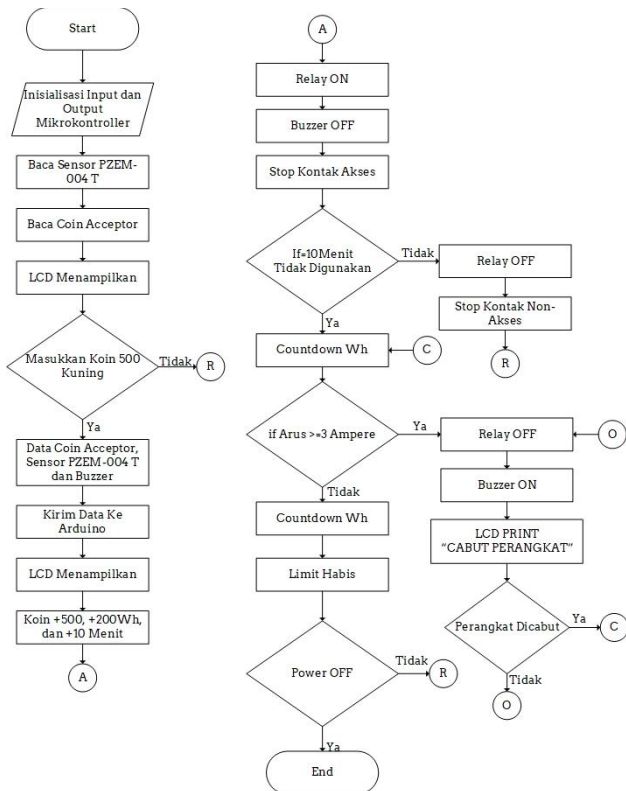 Start
Inisialisasi Input dan
Output
Mikrokontroller
Baca Sensor PZEM-
004 T
Baca Coin Acceptor
LCD Menampilkan
Masukkan Koin 500
Kuning
Tidak
R
Ya
Data Coin Acceptor,
Sensor PZEM-004 T
dan Buzzer
Kirim Data Ke
Arduino
LCD Menampilkan
Koin +500, +200Wh,
dan +10 Menit
A
A
Relay ON
Buzzer OFF
Stop Kontak Akses
If=10Menit
Tidak Digunakan
Tidak
Relay OFF
Stop Kontak Non-
Akses
R
Ya
Countdown Wh
C
if Arus >=3 Ampere
Ya
Relay OFF
O
Buzzer ON
LCD PRINT
“CABUT PERANGKAT”
Perangkat Dicabut
Ya
C
Tidak
O
Tidak
Countdown Wh
Limit Habis
Power OFF
Tidak
R
Ya
End